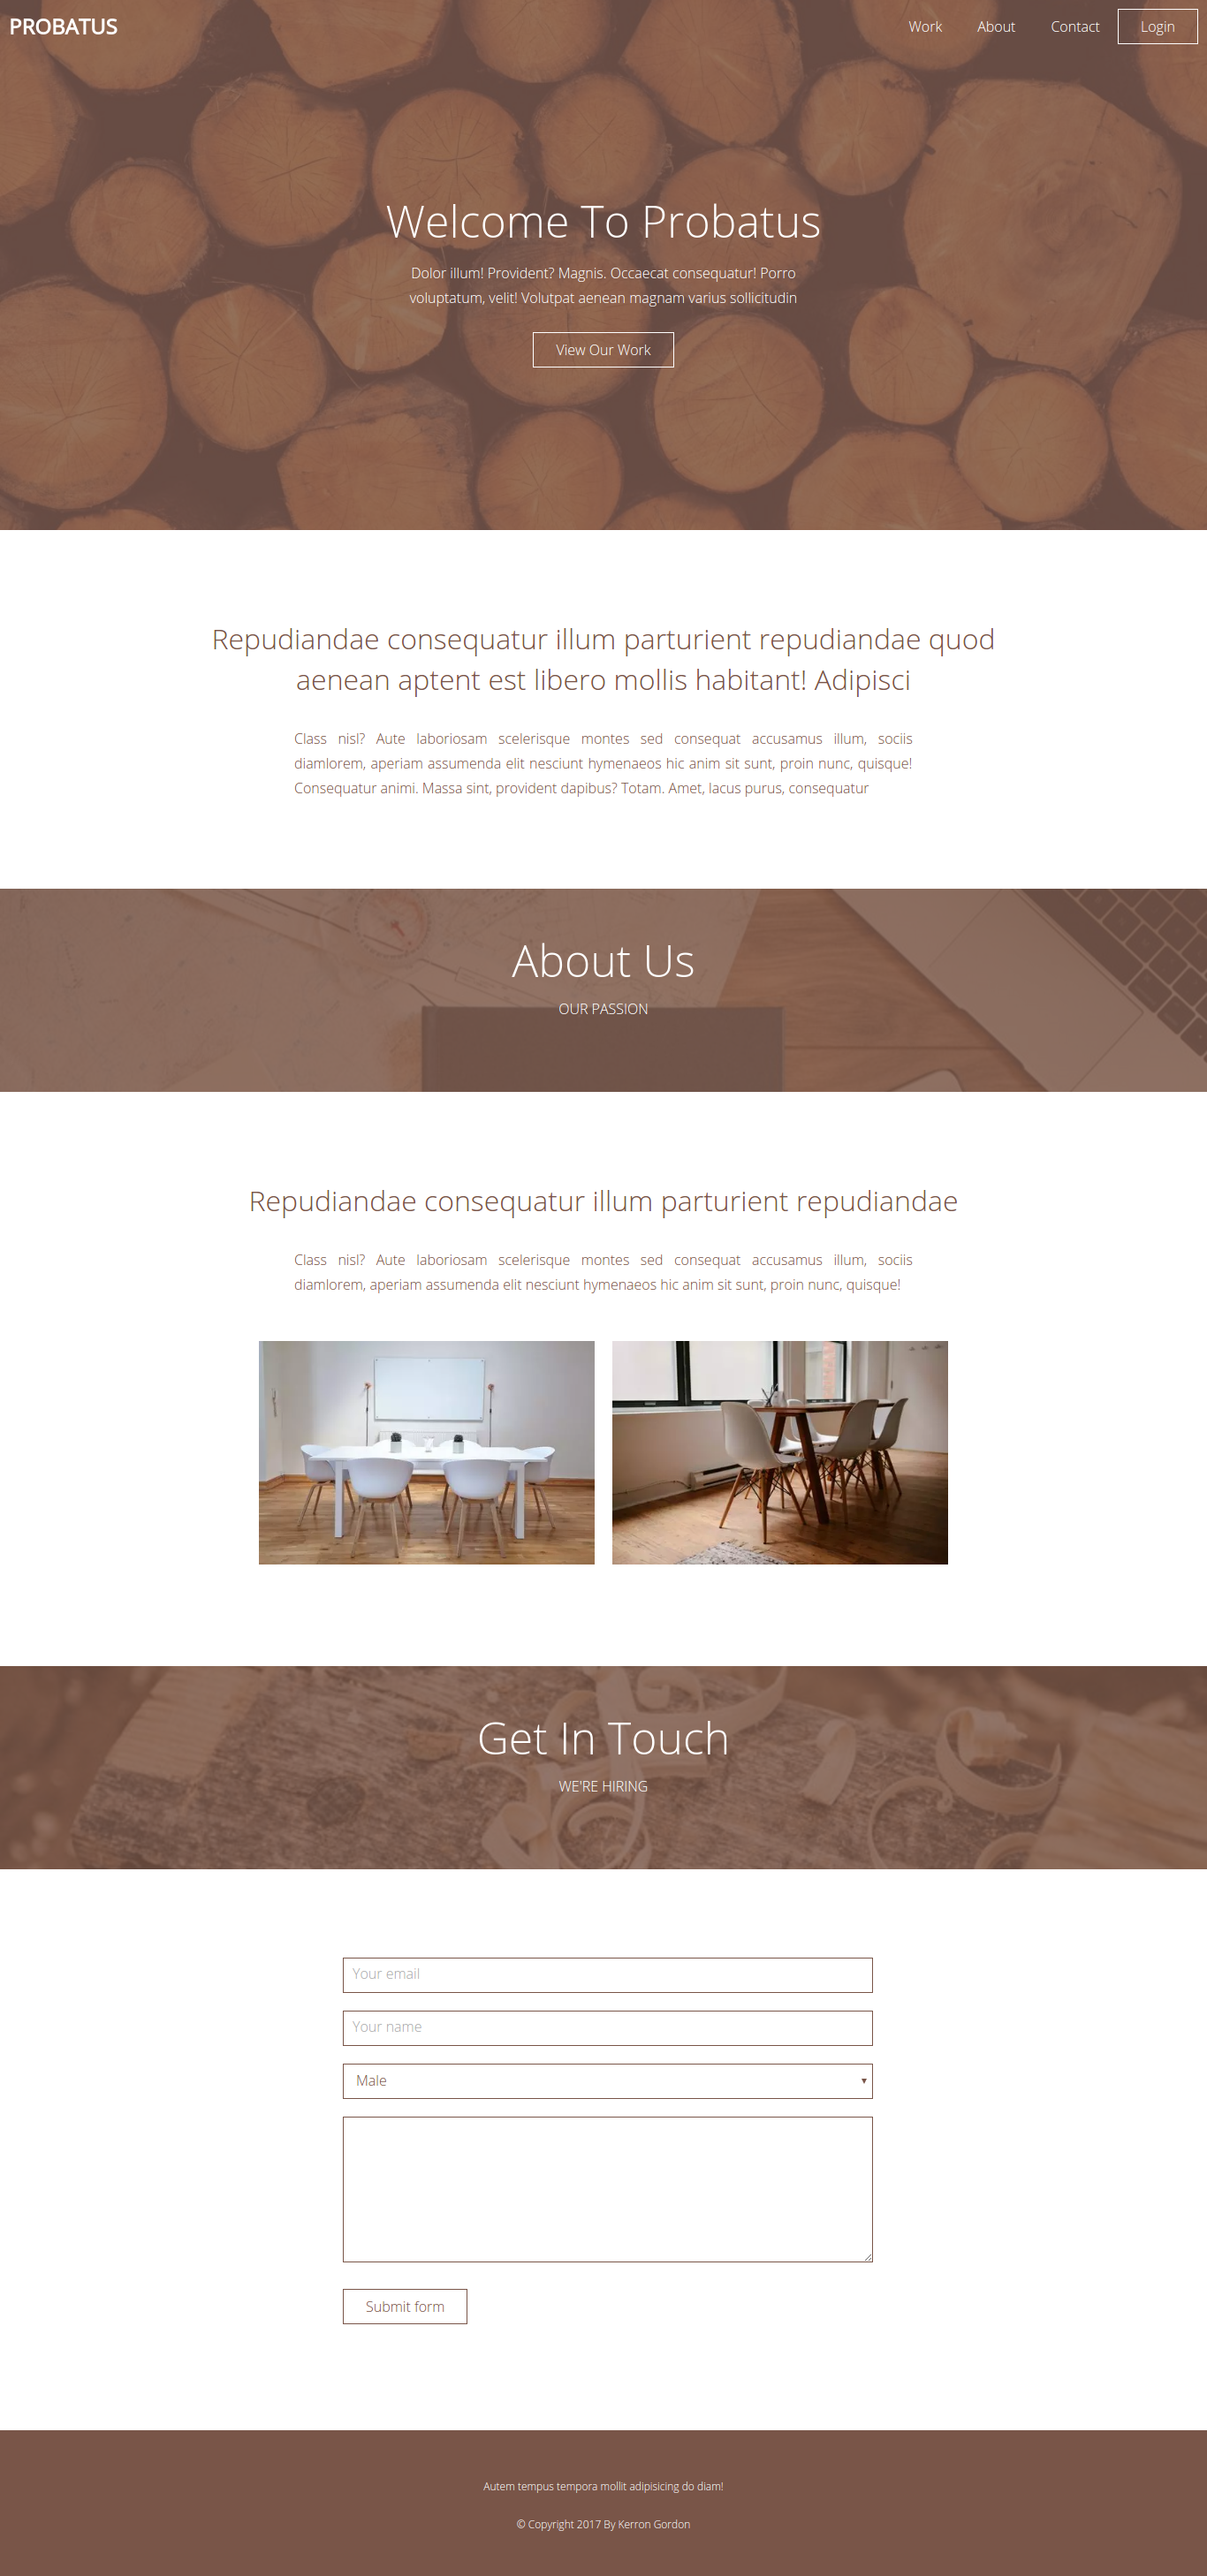 PROBATUS
Work About Contact Login
Welcome To Probatus
Dolor illum! Provident? Magnis. Occaecat consequatur! Porro
voluptatum, velit! Volutpat aenean magnam varius sollicitudin
View Our Work
Repudiandae consequatur illum parturient repudiandae quod
aenean aptent est libero mollis habitant! Adipisci
Class nisl? Aute laboriosam scelerisque montes sed consequat accusamus illum, sociis
diamlorem, aperiam assumenda elit nesciunt hymenaeos hic anim sit sunt, proin nunc, quisque!
Consequatur animi. Massa sint, provident dapibus? Totam. Amet, lacus purus, consequatur
About Us
OUR PASSION
Repudiandae consequatur illum parturient repudiandae
Class nisl? Aute laboriosam scelerisque montes sed consequat accusamus illum, sociis
diamlorem, aperiam assumenda elit nesciunt hymenaeos hic anim sit sunt, proin nunc, quisque!
Get In Touch
WE'RE HIRING
Your email
Your name
Male
Submit form
Autem tempus tempora mollit adipisicing do diam!
© Copyright 2017 By Kerron Gordon